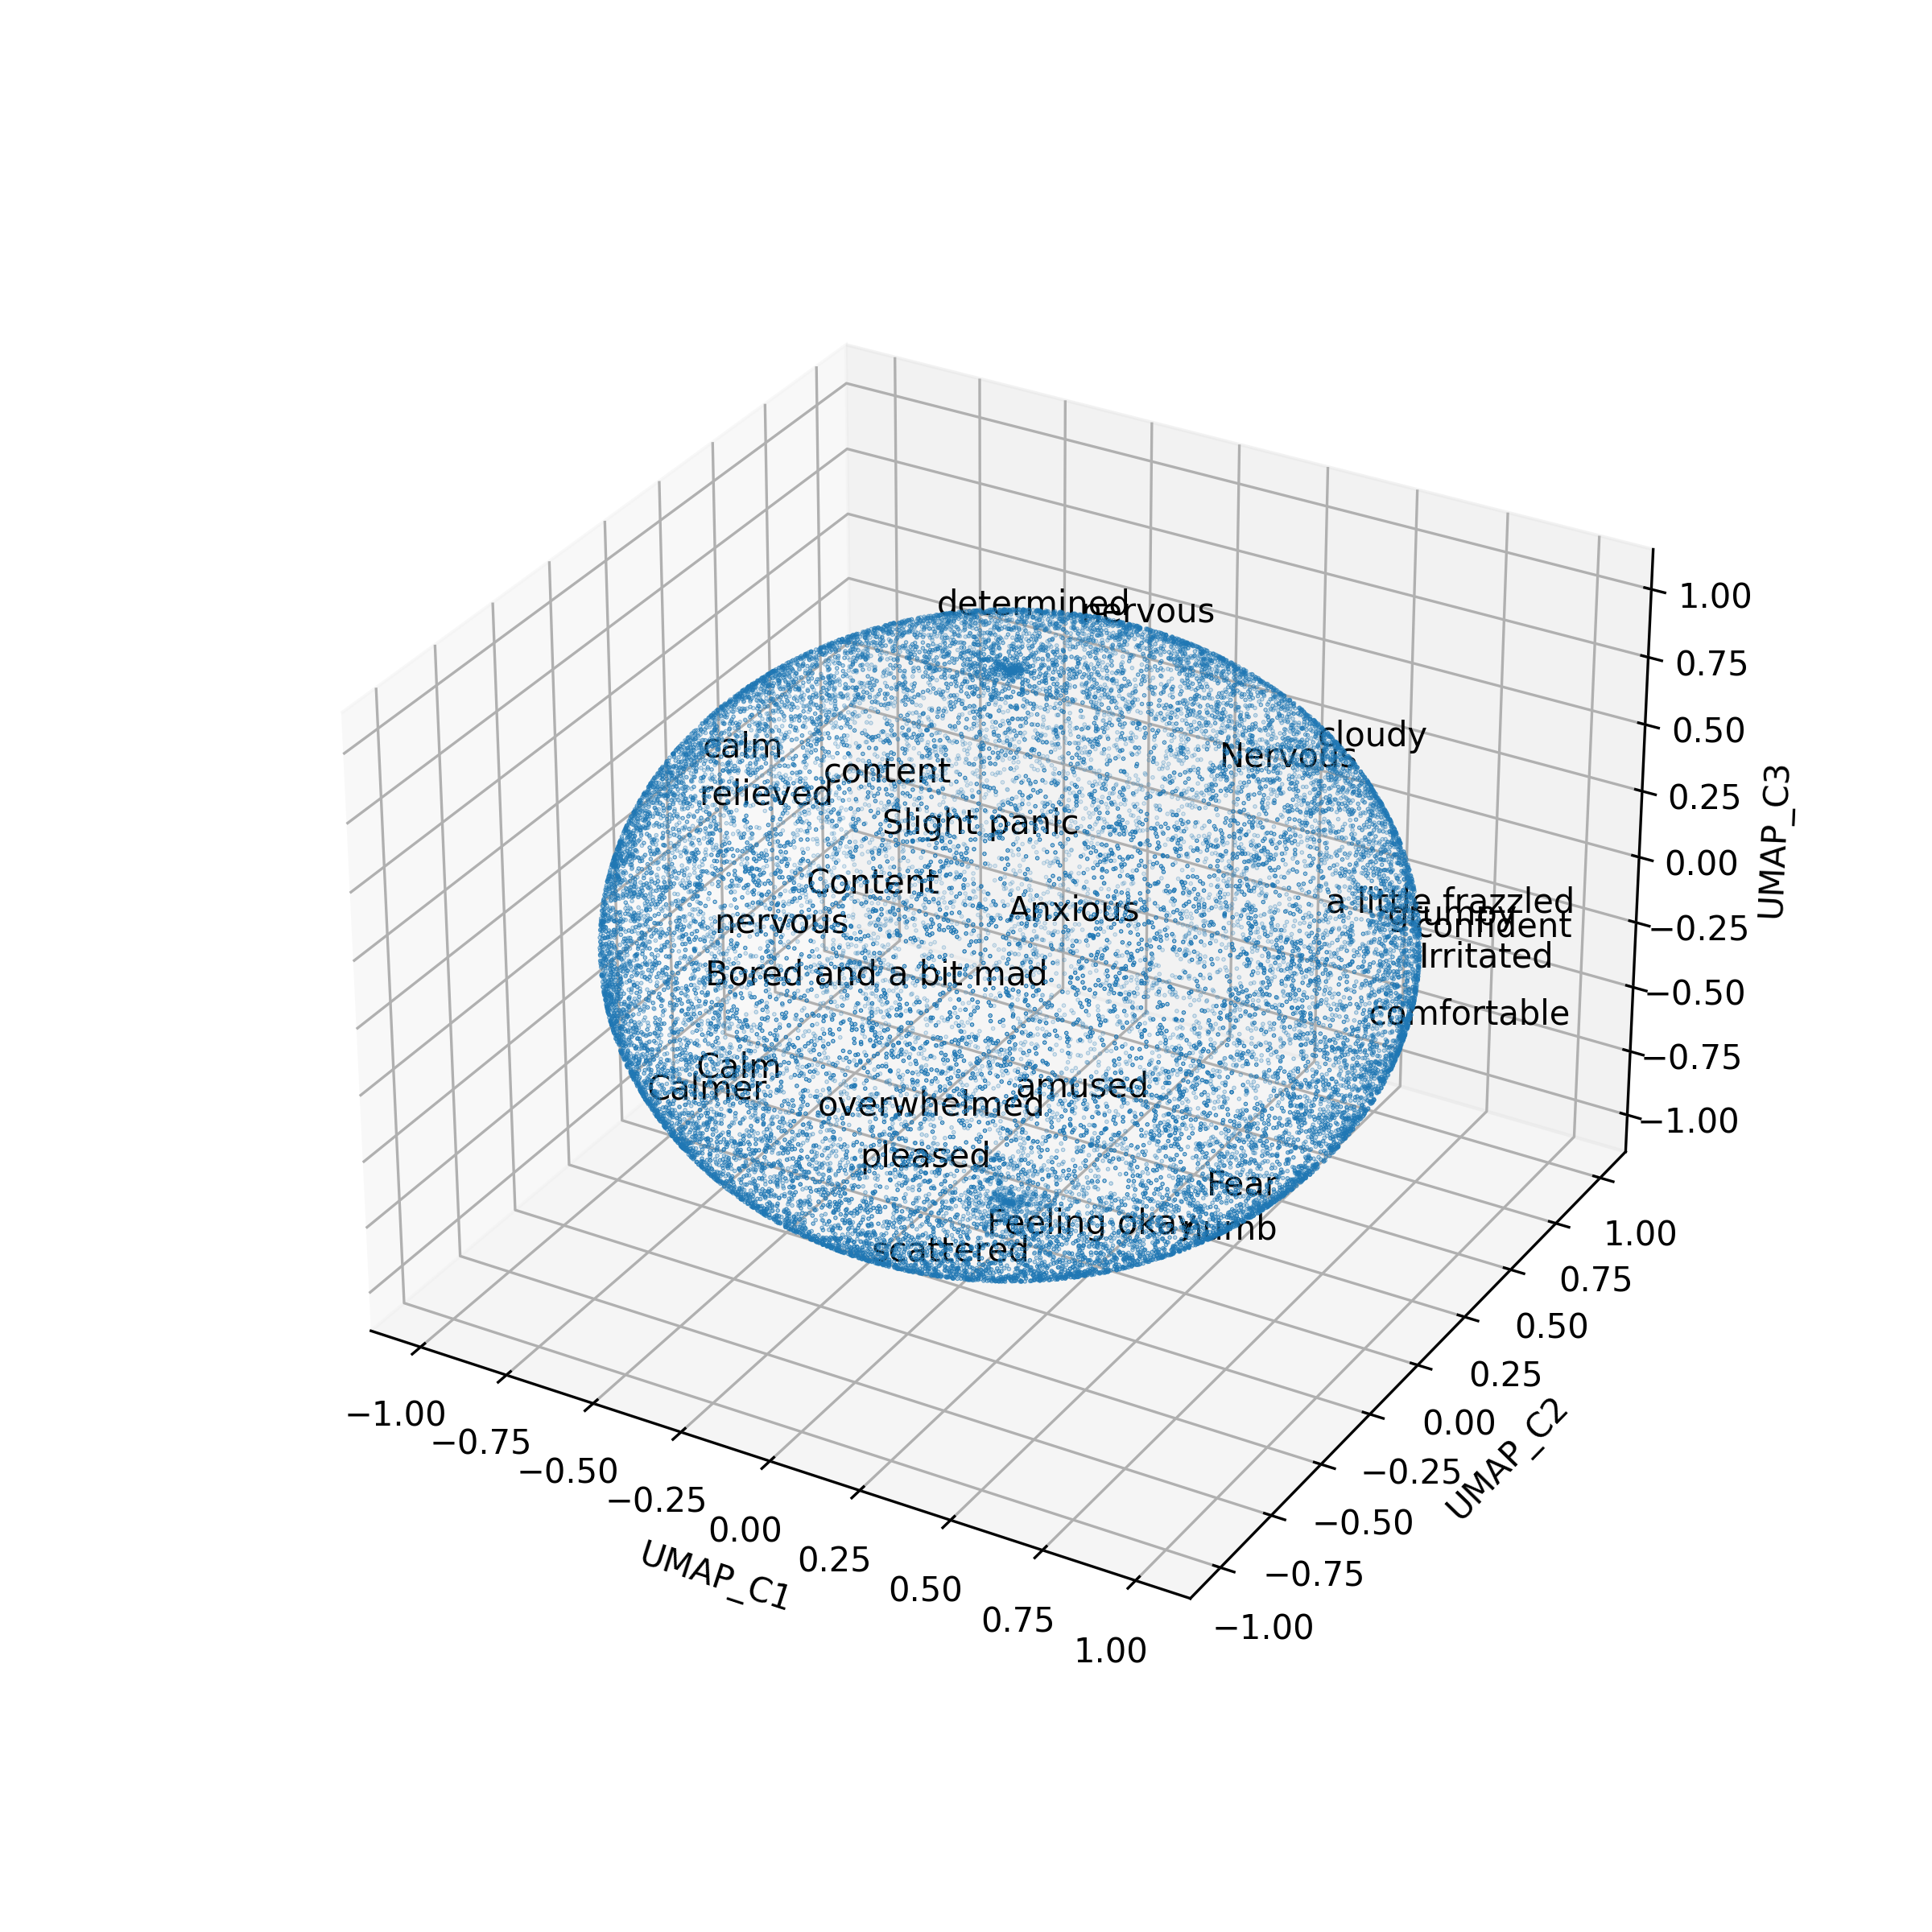 determined
nervous
cloudy
Nervous
calm
content
relieved
Slight panic
Content
a little frazzled
grumpy
confident
Anxious
nervous
Irritated
Bored and a bit mad
comfortable
Calm
Calmer
amused
overwhelmed
pleased
Fear
Feeling okay
numb
scattered
1.00
0.75
0.50
0.25
0.00
−0.25
−0.50
−0.75
−1.00
UMAP_C3
1.00
0.75
0.50
0.25
0.00
−0.25
−0.50
−0.75
−1.00
UMAP_C2
−1.00
−0.75
−0.50
−0.25
0.00
0.25
0.50
0.75
1.00
UMAP_C1